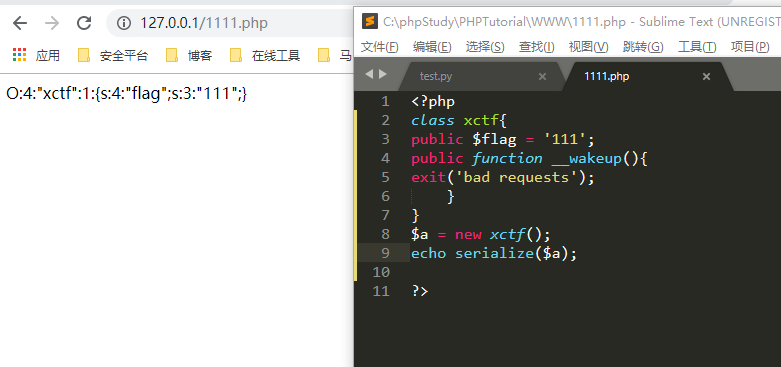 127.0.0.1/1111.php
应用 安全平台 博客 在线工具 马
O:4:"xctf":1:{s:4:"flag";s:3:"111";}
C:\phpStudy\PHPTutorial\WWW\1111.php - Sublime Text (UNREGIST
文件(F) 编辑(E) 选择(S) 查找(I) 视图(V) 跳转(G) 工具(T) 项目(P)
test.py 1111.php
1 <?php
2 class xctf{
3 public $flag = '111';
4 public function __wakeup(){
5 exit('bad requests');
6 }
7 }
8 $a = new xctf();
9 echo serialize($a);
10
11 ?>